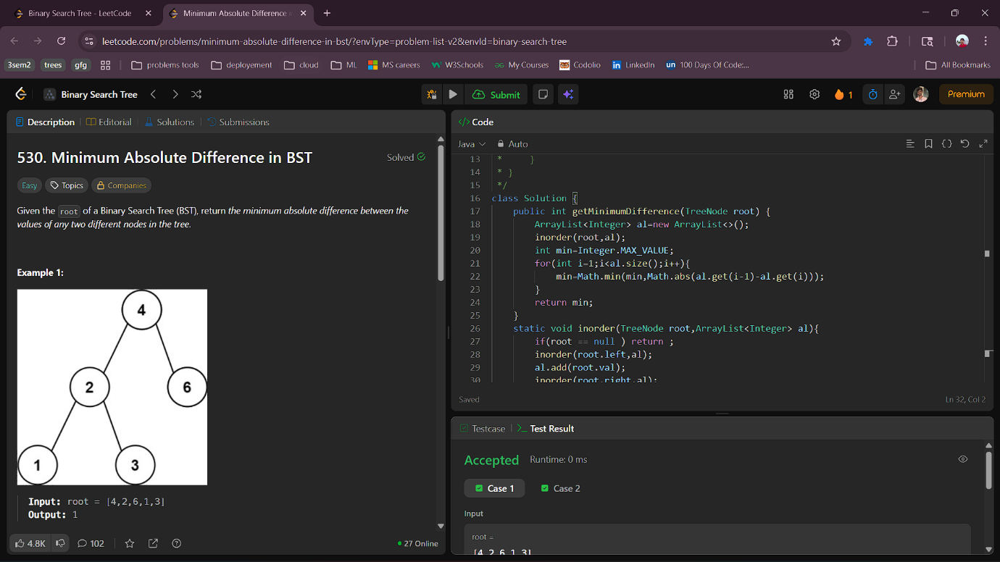 Binary Search Tree - LeetCode
Minimum Absolute Difference i
leetcode.com/problems/minimum-absolute-difference-in-bst/?envType=problem-list-v2&envId=binary-search-tree
3sem2 trees gfg problems tools deployement cloud ML MS careers W3Schools My Courses Codolio LinkedIn 100 Days Of Code:... All Bookmarks
Binary Search Tree
Submit
1
Premium
Description Editorial Solutions Submissions
530. Minimum Absolute Difference in BST
Solved
Easy Topics Companies
Given the root of a Binary Search Tree (BST), return the minimum absolute difference between the
values of any two different nodes in the tree.
Example 1:
4
2 6
1 3
Input: root = [4,2,6,1,3]
Output: 1
4.8K 102 27 Online
</> Code
Java Auto
13 * }
14 * }
15 */
16 class Solution {
17 public int getMinimumDifference(TreeNode root) {
18 ArrayList<Integer> al=new ArrayList<>();
19 inorder(root,al);
20 int min=Integer.MAX_VALUE;
21 for(int i=1;i<al.size();i++){
22 min=Math.min(min,Math.abs(al.get(i-1)-al.get(i)));
23 }
24 return min;
25 }
26 static void inorder(TreeNode root,ArrayList<Integer> al){
27 if(root == null ) return ;
28 inorder(root.left,al);
29 al.add(root.val);
30 inorder(root.right,al);
Saved Ln 32, Col 2
Testcase >_ Test Result
Accepted Runtime: 0 ms
Case 1 Case 2
Input
root =
[4,2,6,1,3]